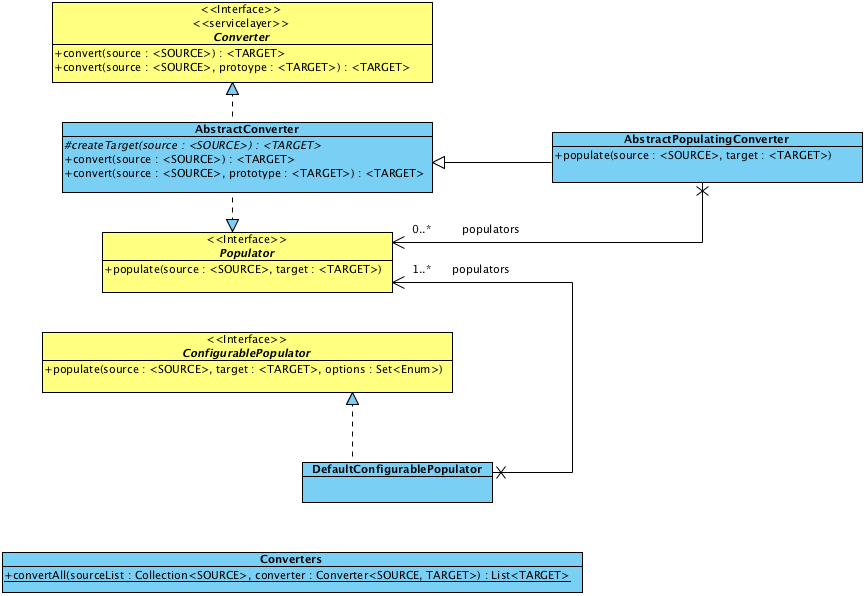 <<Interface>>
<<servicelayer>>
Converter
+convert(source : <SOURCE>) : <TARGET>
+convert(source : <SOURCE>, protoype : <TARGET>) : <TARGET>
AbstractConverter
#createTarget(source : <SOURCE>) : <TARGET>
+convert(source : <SOURCE>) : <TARGET>
+convert(source : <SOURCE>, prototype : <TARGET>) : <TARGET>
AbstractPopulatingConverter
+populate(source : <SOURCE>, target : <TARGET>)
0..* populators
<<Interface>>
Populator
+populate(source : <SOURCE>, target : <TARGET>)
1..* populators
<<Interface>>
ConfigurablePopulator
+populate(source : <SOURCE>, target : <TARGET>, options : Set<Enum>)
DefaultConfigurablePopulator
Converters
+convertAll(sourceList : Collection<SOURCE>, converter : Converter<SOURCE, TARGET>) : List<TARGET>